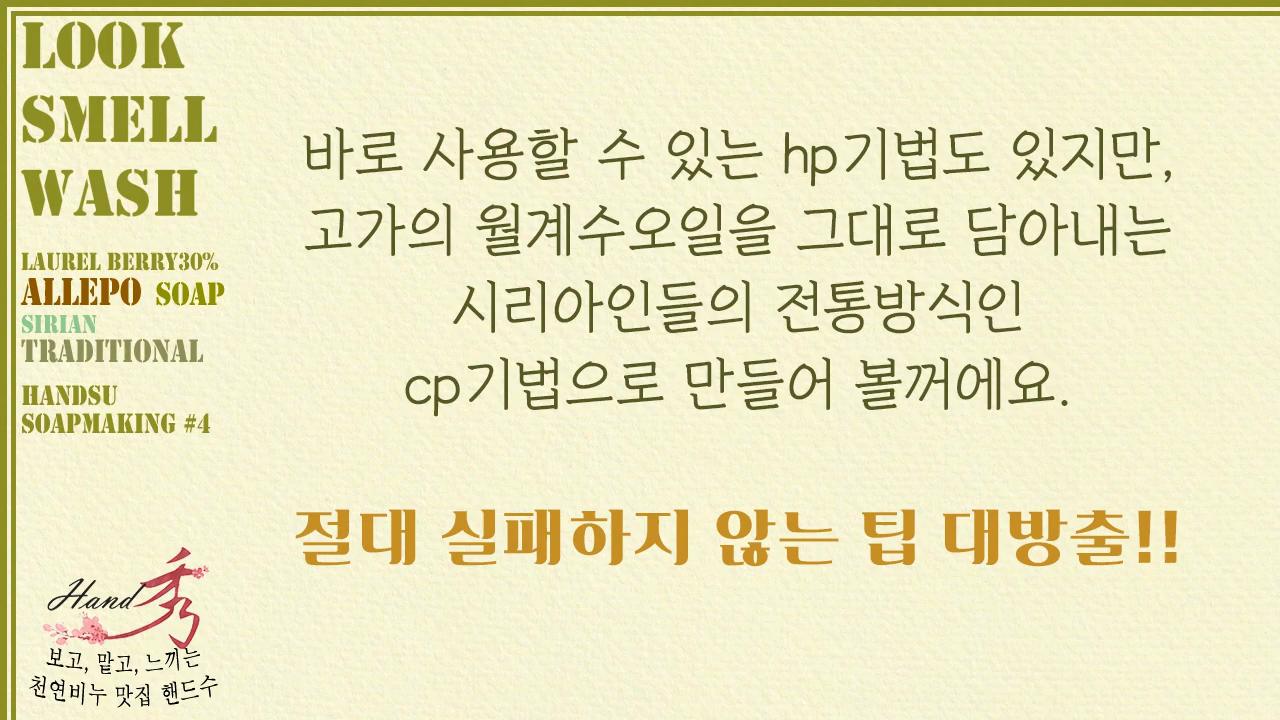 LOOK
SMELL
WASH
LAUREL BERRY30%
ALLEPO SOAP
SIRIAN
TRADITIONAL
HANDSU
SOAPMAKING #4
바로 사용할 수 있는 hp기법도 있지만,
고가의 월계수오일을 그대로 담아내는
시리아인들의 전통방식인
cp기법으로 만들어 볼꺼에요.
절대 실패하지 않는 팁 대방출!!
Hand秀
보고, 맡고, 느끼는
천연비누 맛집 핸드수